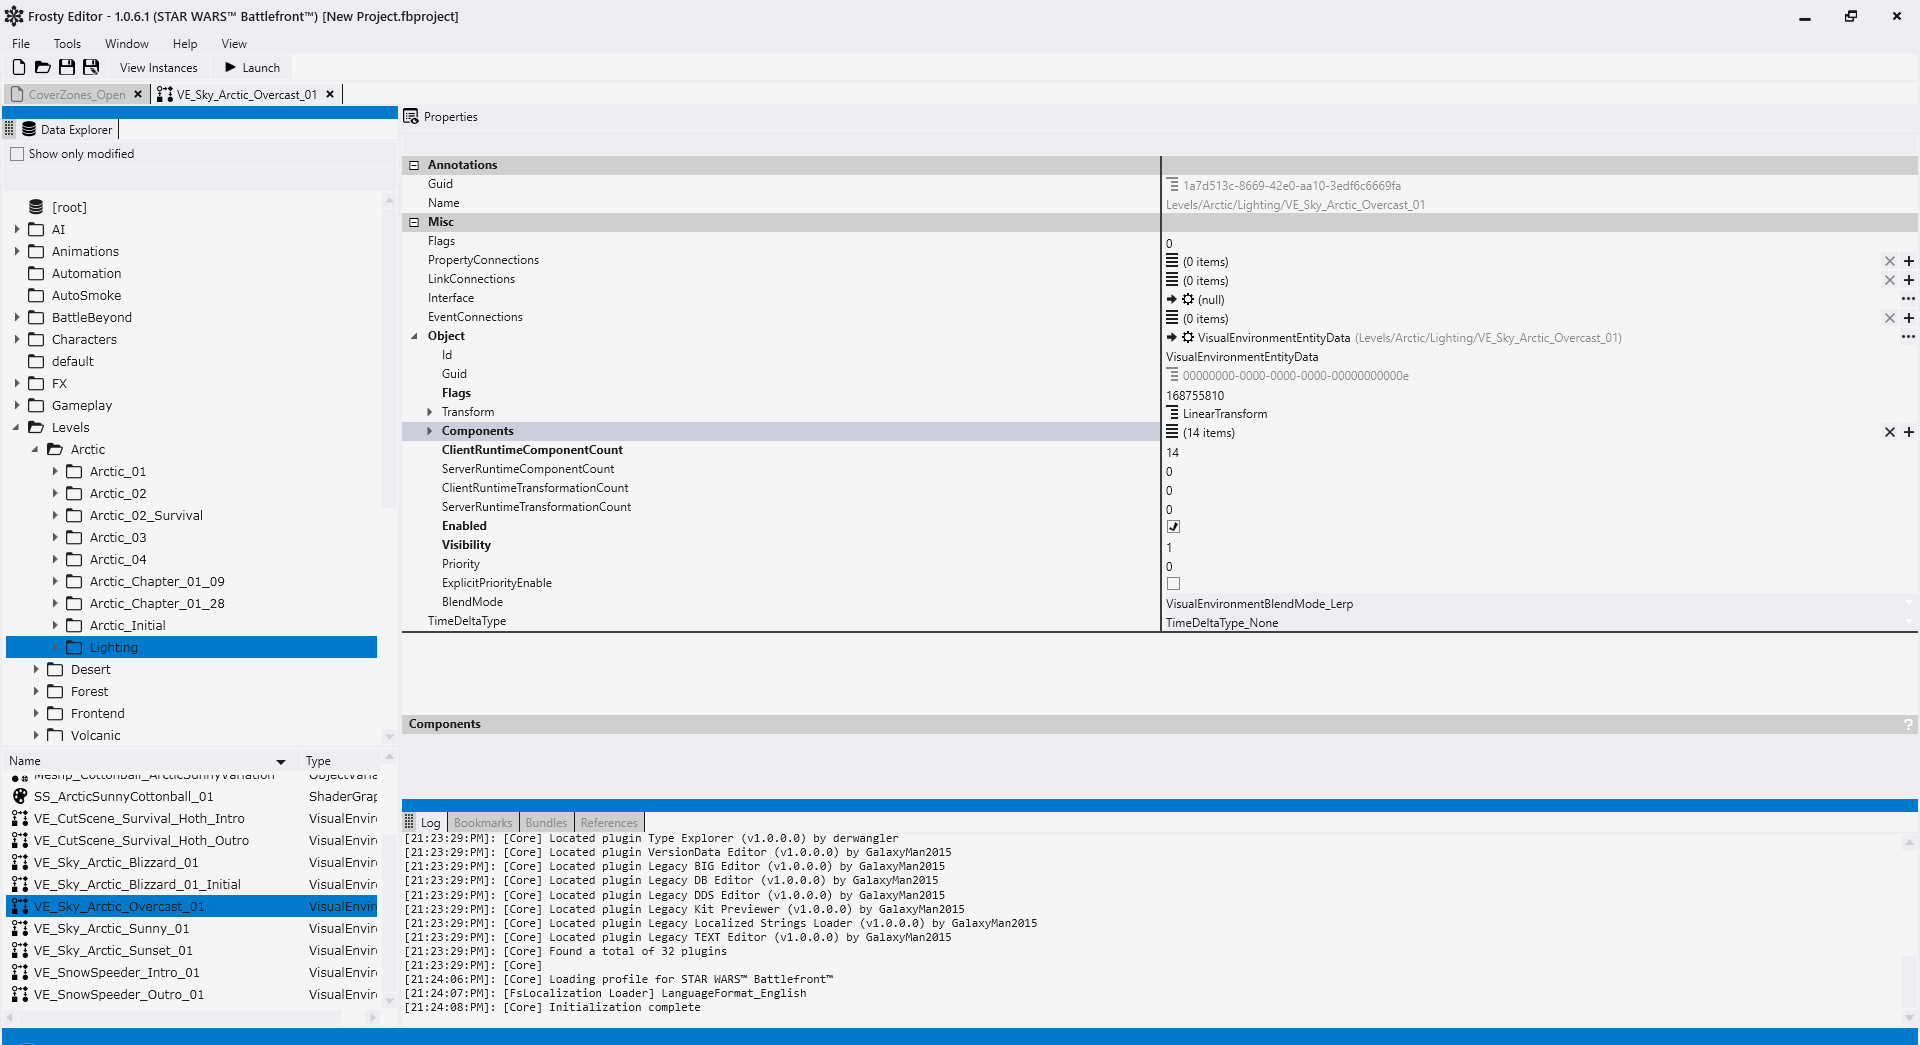 Frosty Editor - 1.0.6.1 (STAR WARS™ Battlefront™) [New Project.fbproject]
File Tools Window Help View
View Instances Launch
CoverZones_Open VE_Sky_Arctic_Overcast_01
Data Explorer
Show only modified
[root]
AI
Animations
Automation
AutoSmoke
BattleBeyond
Characters
default
FX
Gameplay
Levels
Arctic
Arctic_01
Arctic_02
Arctic_02_Survival
Arctic_03
Arctic_04
Arctic_Chapter_01_09
Arctic_Chapter_01_28
Arctic_Initial
Lighting
Desert
Forest
Frontend
Volcanic
Name Type
Meshp_Cottonball_ArcticSunnyVariation ObjectVaria
SS_ArcticSunnyCottonball_01 ShaderGrap
VE_CutScene_Survival_Hoth_Intro VisualEnvir
VE_CutScene_Survival_Hoth_Outro VisualEnvir
VE_Sky_Arctic_Blizzard_01 VisualEnvir
VE_Sky_Arctic_Blizzard_01_Initial VisualEnvir
VE_Sky_Arctic_Overcast_01 VisualEnvir
VE_Sky_Arctic_Sunny_01 VisualEnvir
VE_Sky_Arctic_Sunset_01 VisualEnvir
VE_SnowSpeeder_Intro_01 VisualEnvir
VE_SnowSpeeder_Outro_01 VisualEnvir
Properties
Annotations
Guid 1a7d513c-8669-42e0-aa10-3edf6c6669fa
Name Levels/Arctic/Lighting/VE_Sky_Arctic_Overcast_01
Misc
Flags 0
PropertyConnections (0 items)
LinkConnections (0 items)
Interface (null)
EventConnections (0 items)
Object VisualEnvironmentEntityData (Levels/Arctic/Lighting/VE_Sky_Arctic_Overcast_01)
Id VisualEnvironmentEntityData
Guid 00000000-0000-0000-0000-00000000000e
Flags 168755810
Transform LinearTransform
Components (14 items)
ClientRuntimeComponentCount 14
ServerRuntimeComponentCount 0
ClientRuntimeTransformationCount 0
ServerRuntimeTransformationCount 0
Enabled
Visibility 1
Priority 0
ExplicitPriorityEnable
BlendMode VisualEnvironmentBlendMode_Lerp
TimeDeltaType TimeDeltaType_None
Components ?
Log Bookmarks Bundles References
[21:23:29:PM]: [Core] Located plugin Type Explorer (v1.0.0.0) by derwangler
[21:23:29:PM]: [Core] Located plugin VersionData Editor (v1.0.0.0) by GalaxyMan2015
[21:23:29:PM]: [Core] Located plugin Legacy BIG Editor (v1.0.0.0) by GalaxyMan2015
[21:23:29:PM]: [Core] Located plugin Legacy DB Editor (v1.0.0.0) by GalaxyMan2015
[21:23:29:PM]: [Core] Located plugin Legacy DDS Editor (v1.0.0.0) by GalaxyMan2015
[21:23:29:PM]: [Core] Located plugin Legacy Kit Previewer (v1.0.0.0) by GalaxyMan2015
[21:23:29:PM]: [Core] Located plugin Legacy Localized Strings Loader (v1.0.0.0) by GalaxyMan2015
[21:23:29:PM]: [Core] Located plugin Legacy TEXT Editor (v1.0.0.0) by GalaxyMan2015
[21:23:29:PM]: [Core] Found a total of 32 plugins
[21:23:29:PM]: [Core]
[21:24:06:PM]: [Core] Loading profile for STAR WARS™ Battlefront™
[21:24:07:PM]: [FsLocalization Loader] LanguageFormat_English
[21:24:08:PM]: [Core] Initialization complete